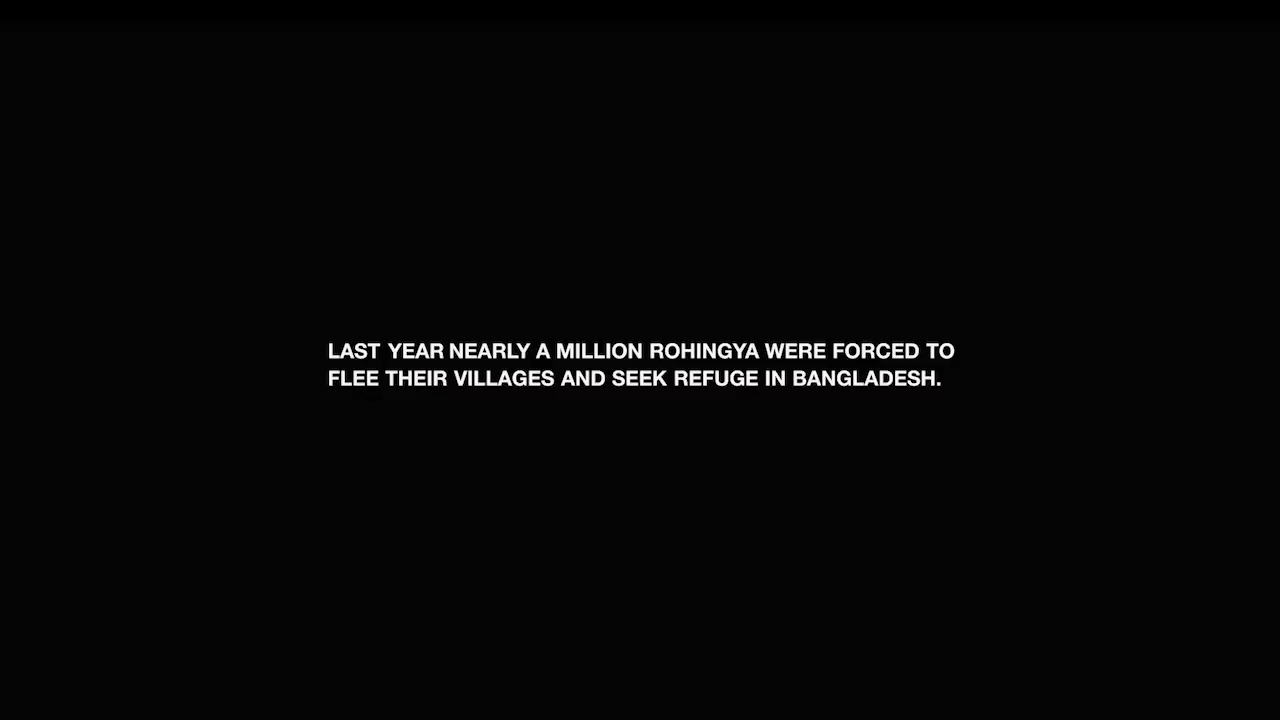 LAST YEAR NEARLY A MILLION ROHINGYA WERE FORCED TO
FLEE THEIR VILLAGES AND SEEK REFUGE IN BANGLADESH.